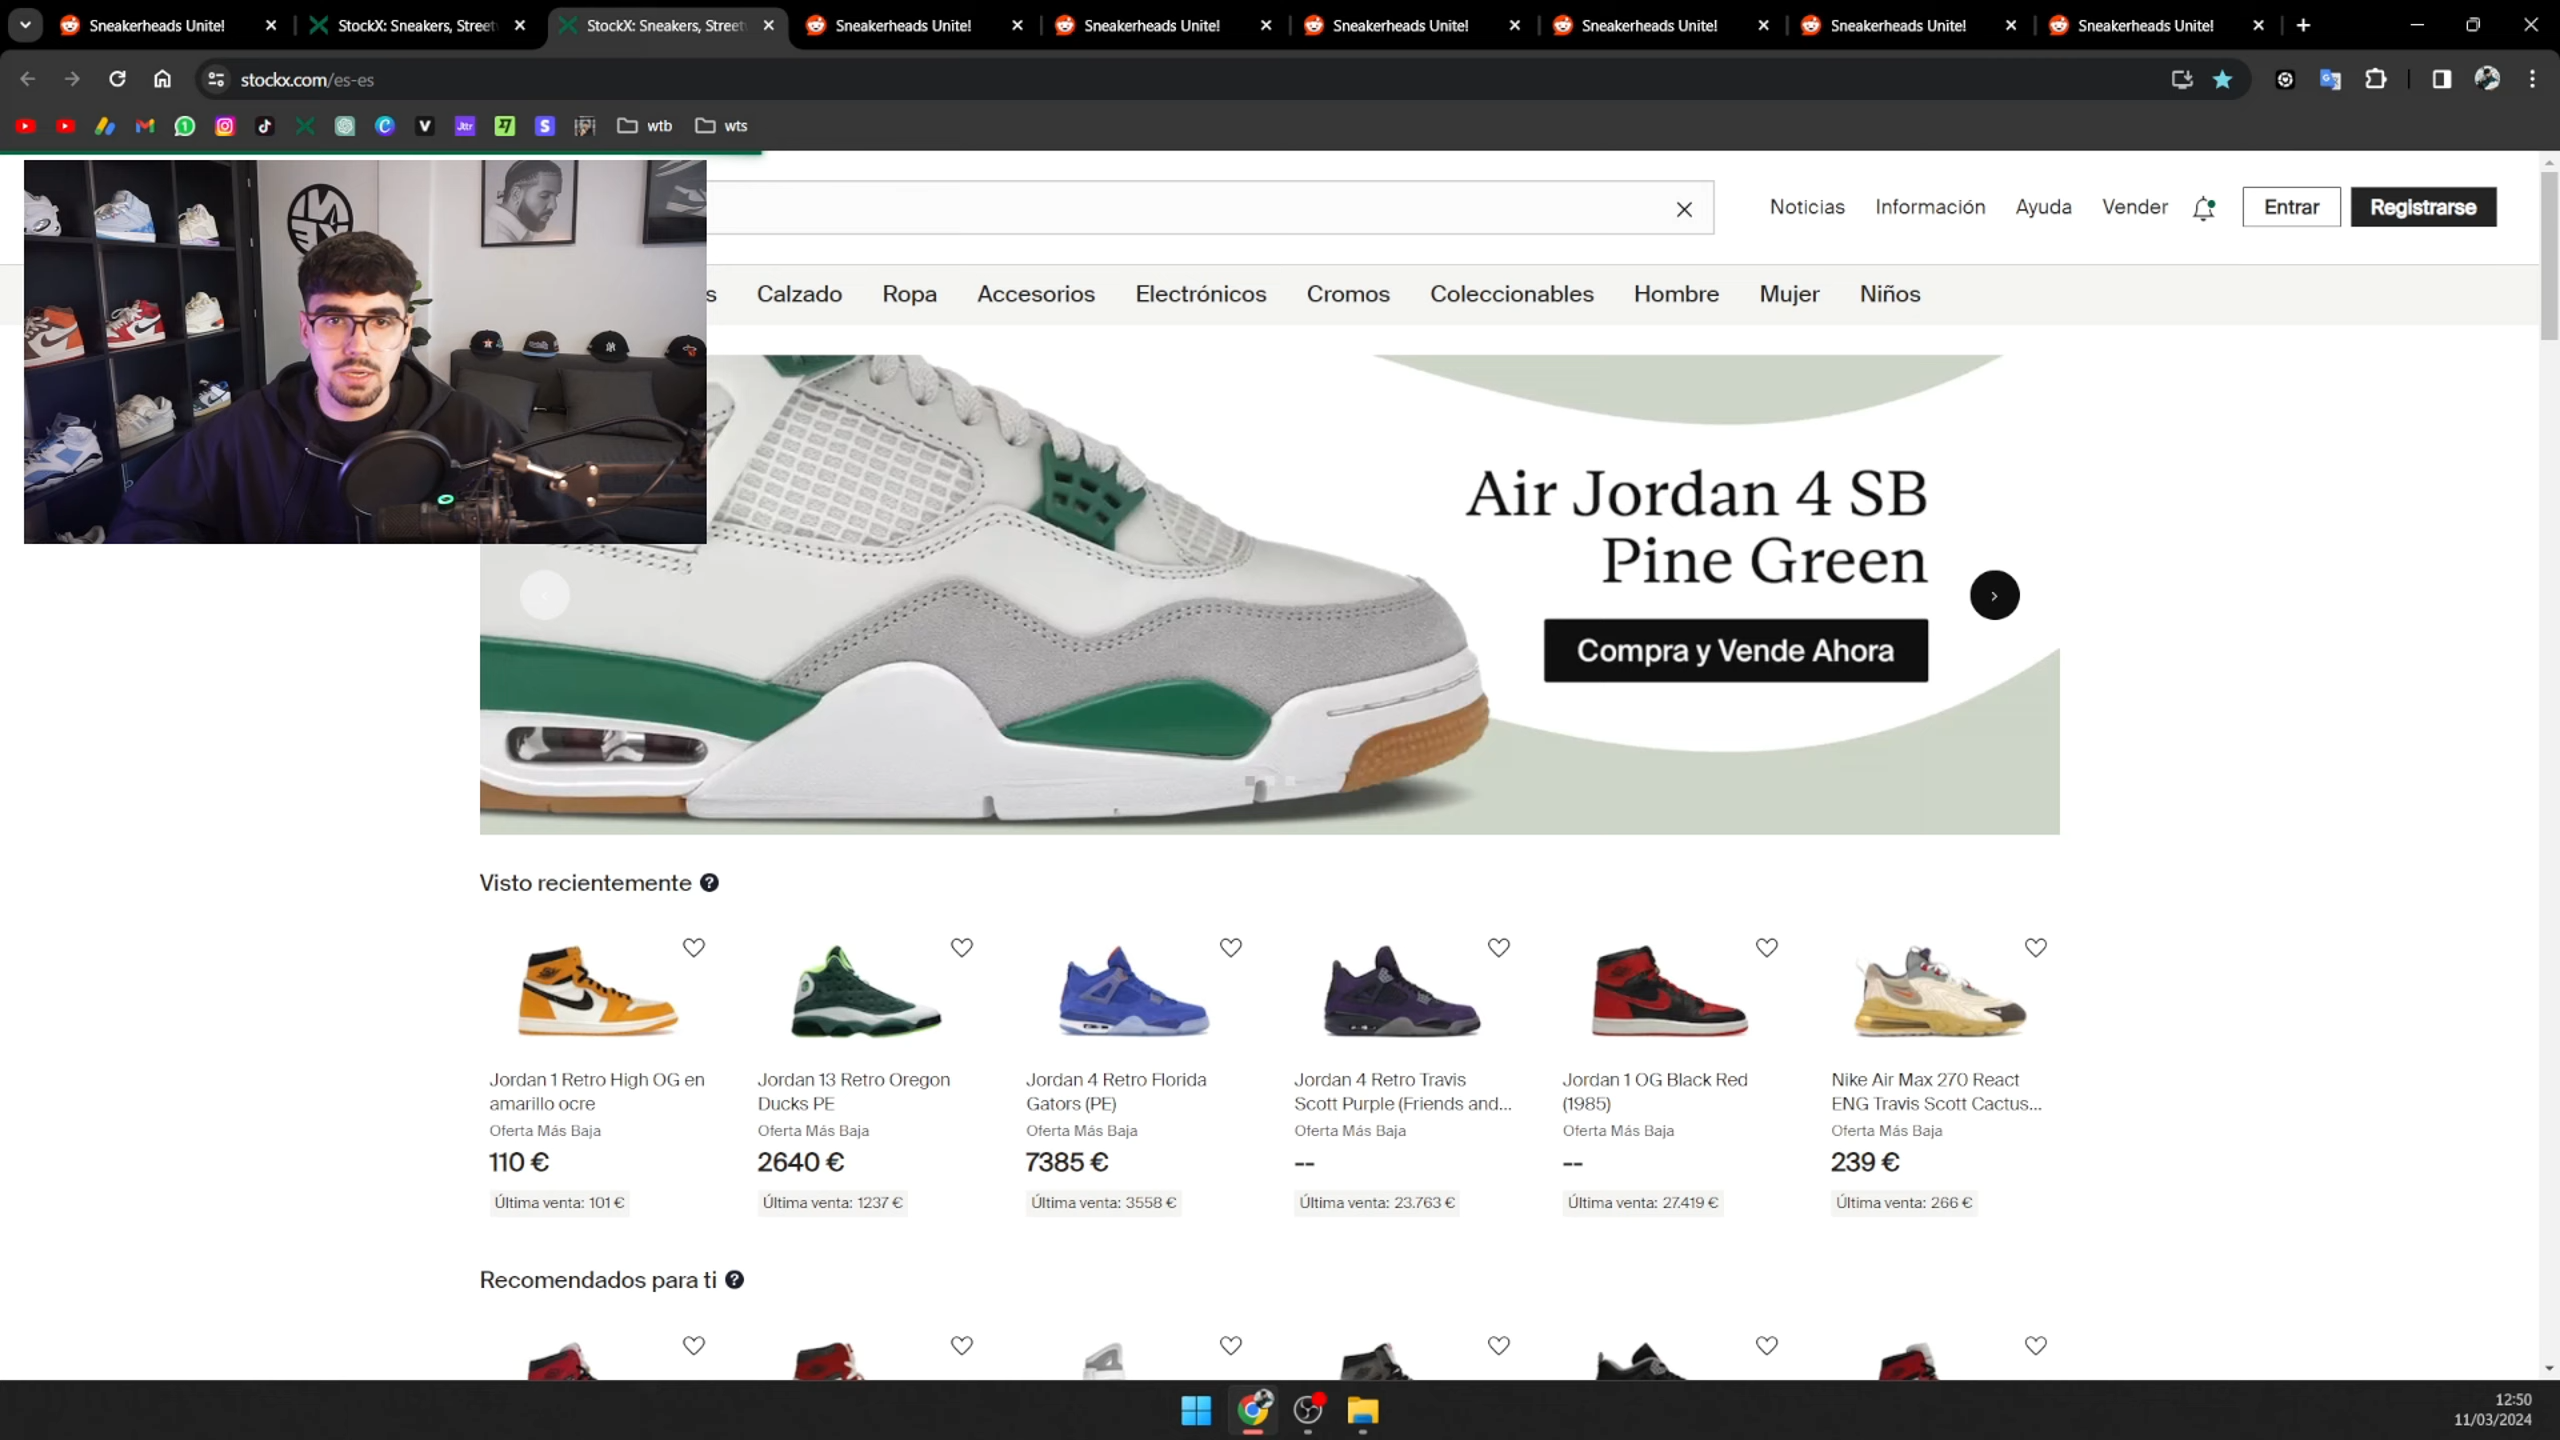 Sneakerheads Unite!
StockX: Sneakers, Street
StockX: Sneakers, Street
Sneakerheads Unite!
Sneakerheads Unite!
Sneakerheads Unite!
Sneakerheads Unite!
Sneakerheads Unite!
Sneakerheads Unite!
stockx.com/es-es
wtb
wts
Noticias
Información
Ayuda
Vender
Entrar
Registrarse
s
Calzado
Ropa
Accesorios
Electrónicos
Cromos
Coleccionables
Hombre
Mujer
Niños
Air Jordan 4 SB
Pine Green
Compra y Vende Ahora
Visto recientemente
Jordan 1 Retro High OG en
amarillo ocre
Oferta Más Baja
110 €
Última venta: 101 €
Jordan 13 Retro Oregon
Ducks PE
Oferta Más Baja
2640 €
Última venta: 1237 €
Jordan 4 Retro Florida
Gators (PE)
Oferta Más Baja
7385 €
Última venta: 3558 €
Jordan 4 Retro Travis
Scott Purple (Friends and...
Oferta Más Baja
--
Última venta: 23.763 €
Jordan 1 OG Black Red
(1985)
Oferta Más Baja
--
Última venta: 27.419 €
Nike Air Max 270 React
ENG Travis Scott Cactus...
Oferta Más Baja
239 €
Última venta: 266 €
Recomendados para ti
12:50
11/03/2024